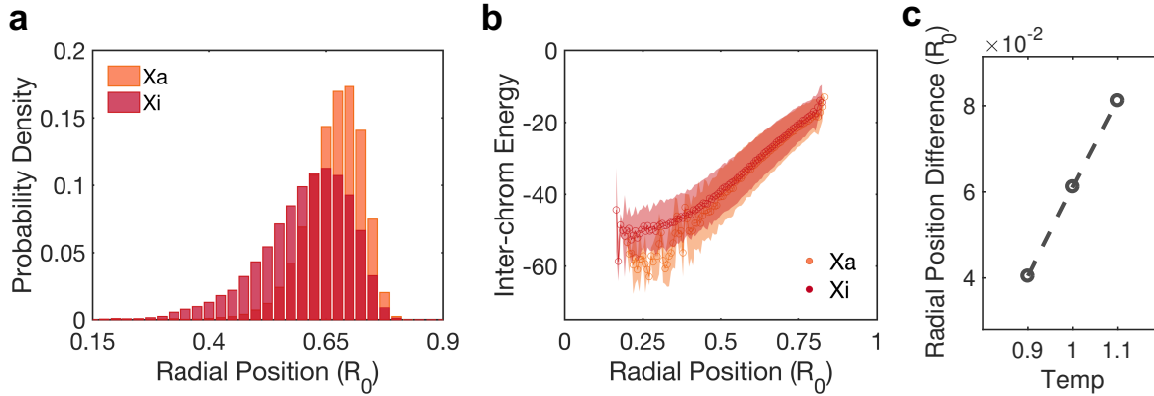 a
0.2
0.15
0.1
0.05
0
Probability Density
Xa
Xi
0.15
0.4
0.65
0.9
Radial Position (R0)
b
0
-20
-40
-60
Inter-chrom Energy
Xa
Xi
0
0.25
0.5
0.75
1
Radial Position (R0)
c
×10-2
8
6
4
Radial Position Difference (R0)
0.9
1
1.1
Temp